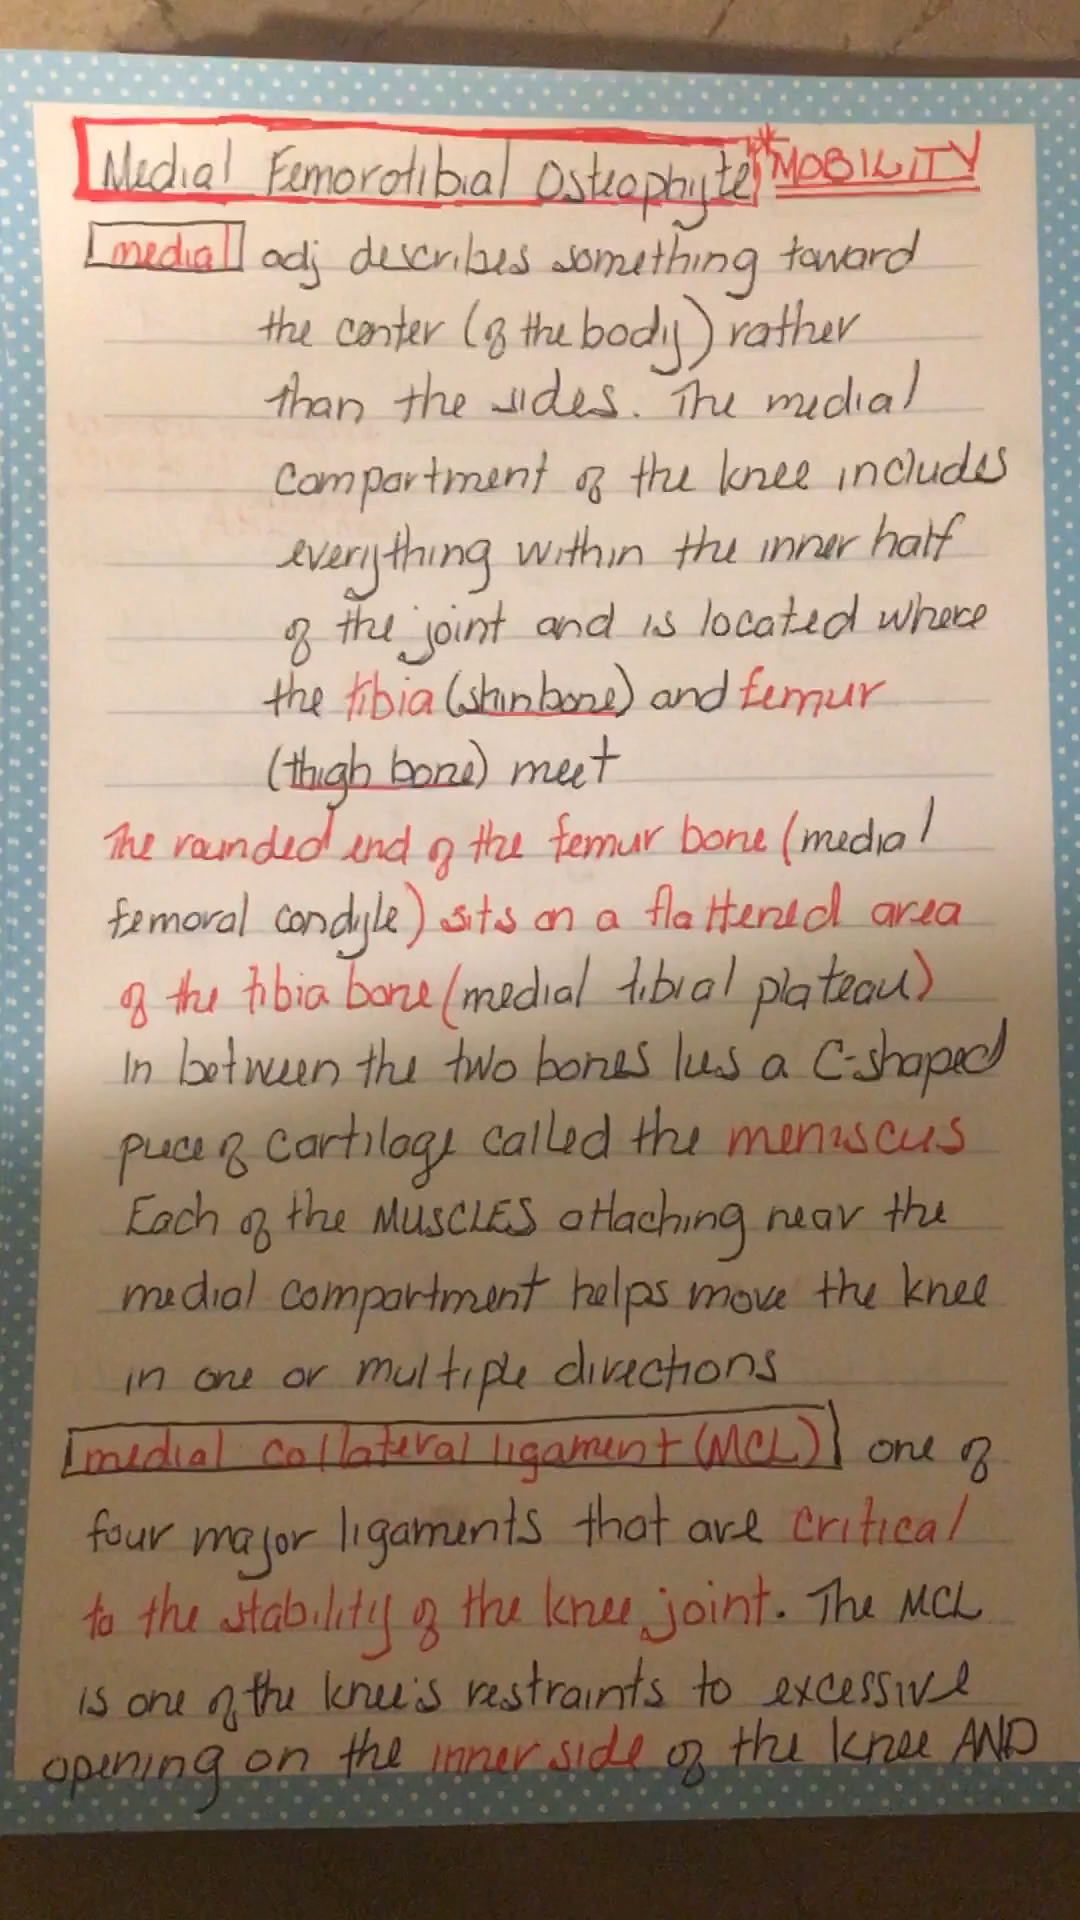 Medial Femorotibial Osteophyte **MOBILITY
medial adj describes something toward
the center (of the body) rather
than the sides. The medial
compartment of the knee includes
everything within the inner half
of the joint and is located where
the tibia (shinbone) and femur
(thigh bone) meet
The rounded end of the femur bone (medial
femoral condyle) sits on a flattened area
of the tibia bone (medial tibial plateau)
In between the two bones lies a C-shaped
piece of cartilage called the meniscus
Each of the MUSCLES attaching near the
medial compartment helps move the knee
in one or multiple directions
medial collateral ligament (MCL) one of
four major ligaments that are critical
to the stability of the knee joint. The MCL
is one of the knee's restraints to excessive
opening on the inner side of the knee AND